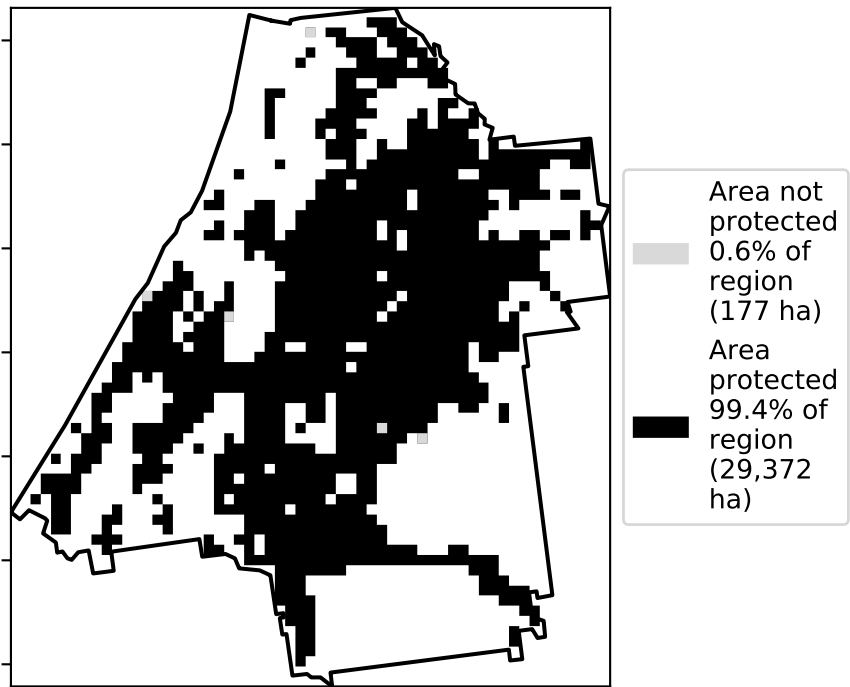 Area not
protected
0.6% of
region
(177 ha)
Area
protected
99.4% of
region
(29,372
ha)